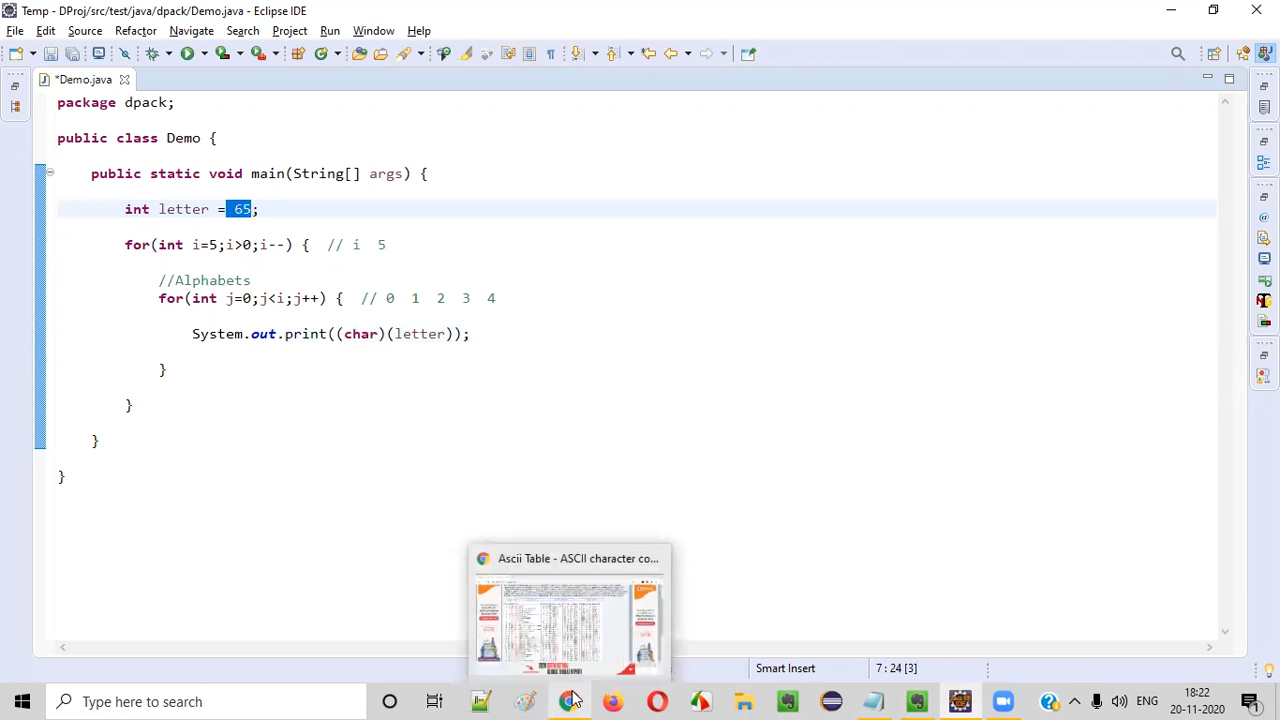 Temp - DProj/src/test/java/dpack/Demo.java - Eclipse IDE
File Edit Source Refactor Navigate Search Project Run Window Help
*Demo.java
package dpack;
public class Demo {
public static void main(String[] args) {
int letter = 65;
for(int i=5;i>0;i--) { // i 5
//Alphabets
for(int j=0;j<i;j++) { // 0 1 2 3 4
System.out.print((char)(letter));
}
}
}
}
Ascii Table - ASCII character co...
Smart Insert
7 : 24 [3]
Type here to search
ENG
18:22
20-11-2020